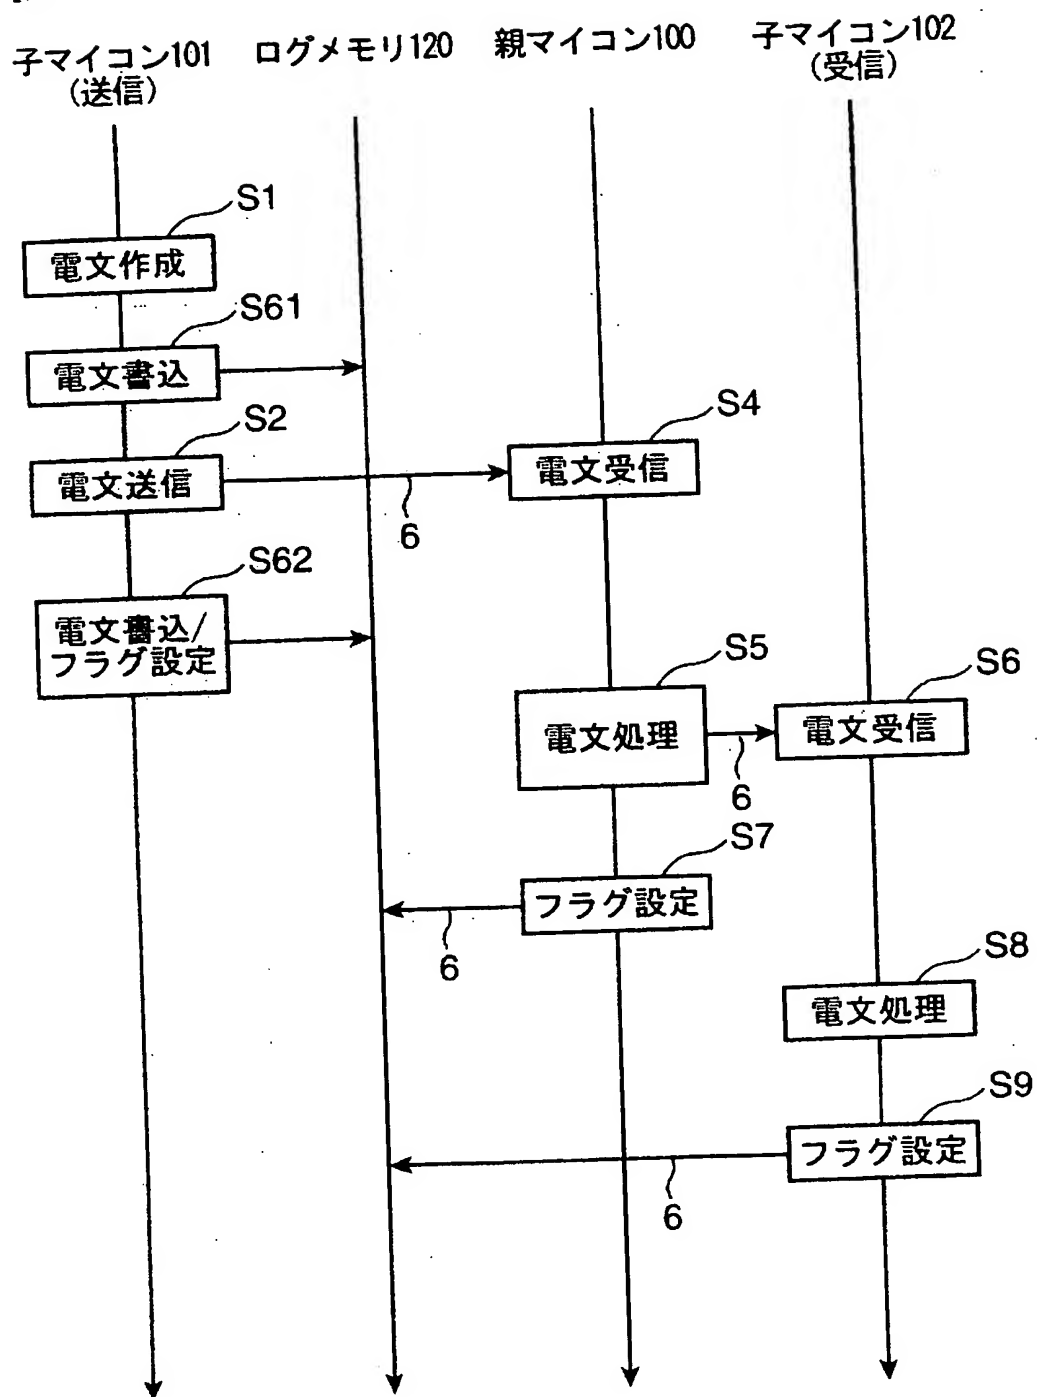 子マイコン101
(送信)
ログメモリ120
親マイコン100
子マイコン102
(受信)
S1
電文作成
S61
電文書込
S2
電文送信
S4
電文受信
6
S62
電文書込/
フラグ設定
S5
電文処理
S6
電文受信
6
S7
フラグ設定
6
S8
電文処理
S9
フラグ設定
6